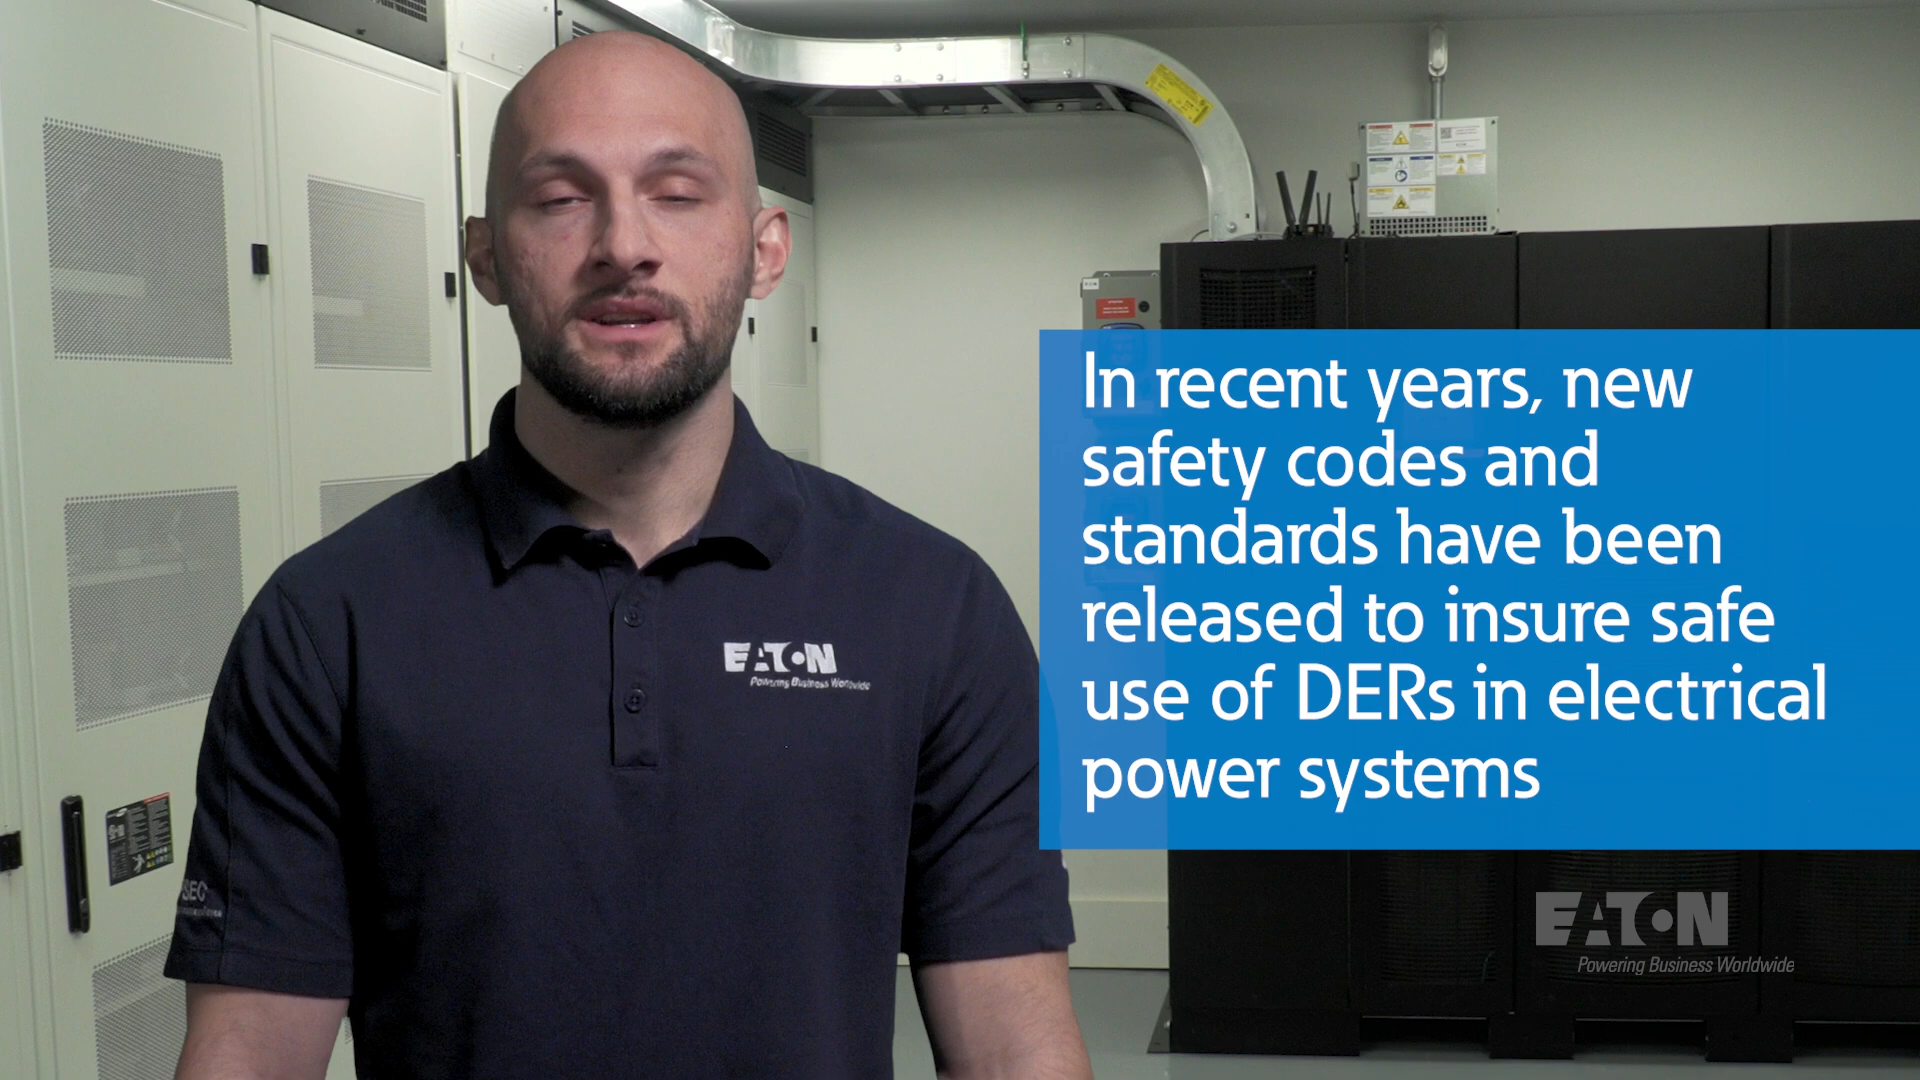 In recent years, new
safety codes and
standards have been
released to insure safe
use of DERs in electrical
power systems
EATON
Powering Business Worldwide
EATON
Powering Business Worldwide
SEC